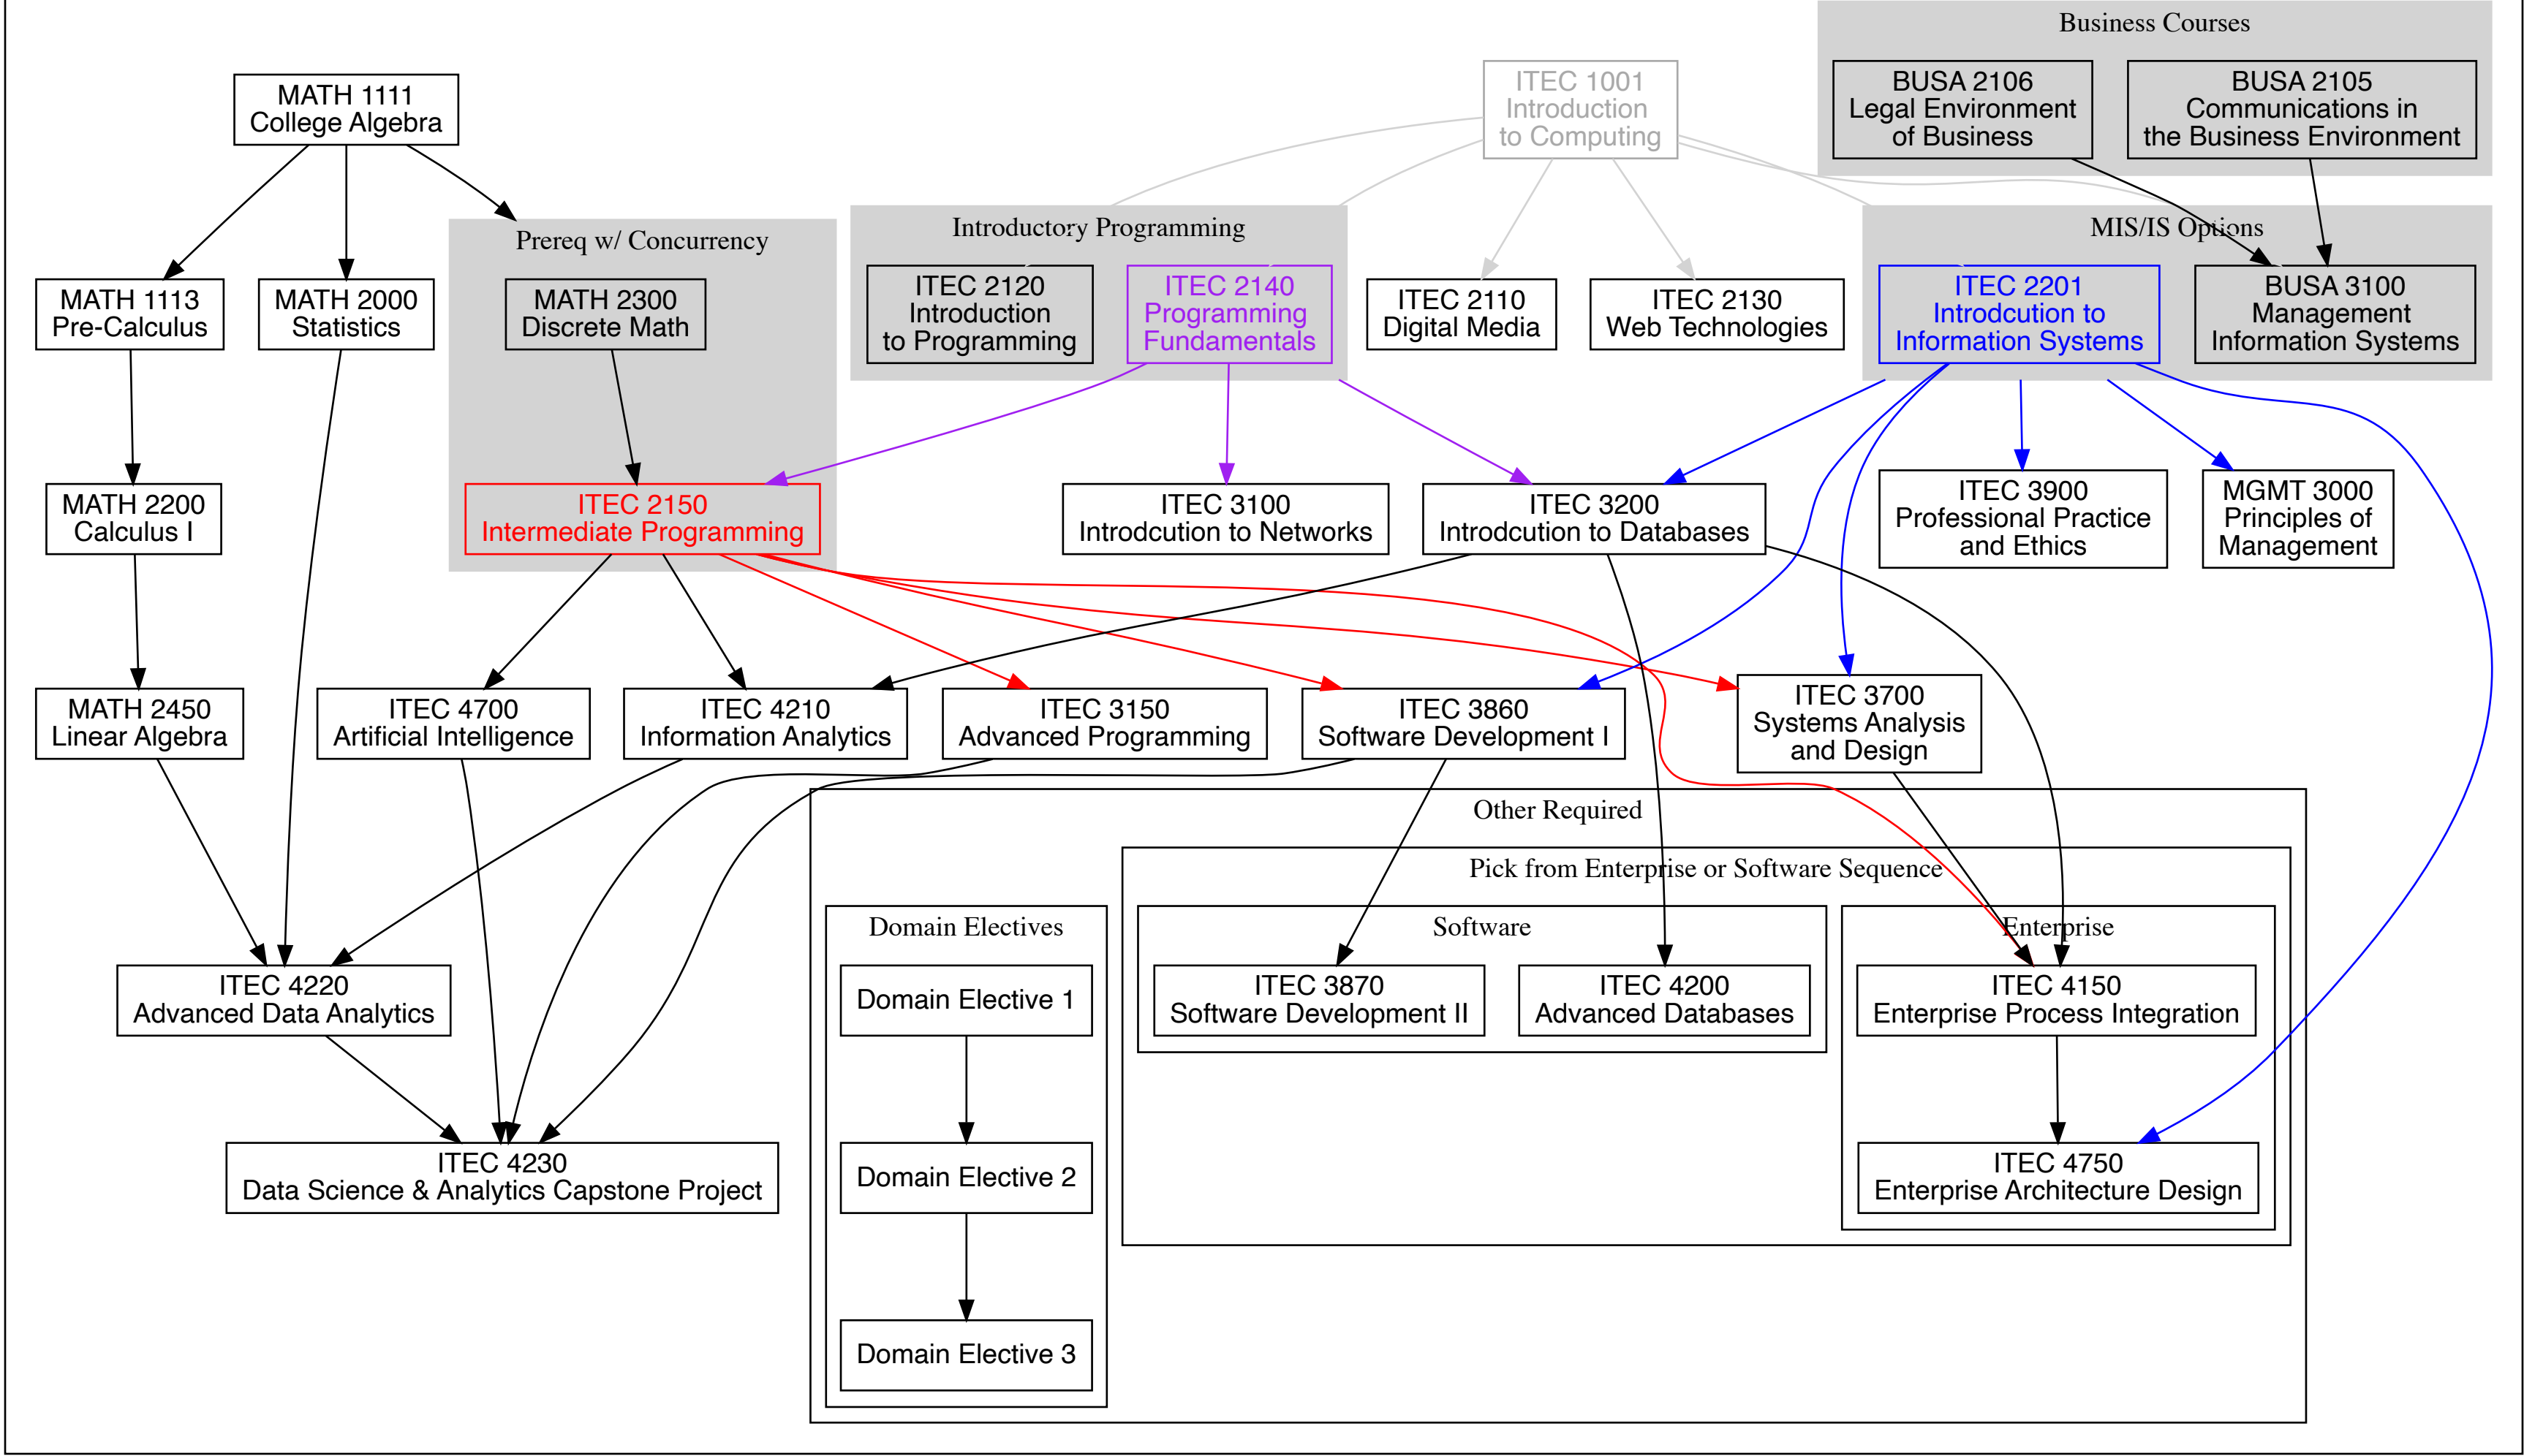 Business Courses
MATH 1111
College Algebra
ITEC 1001
Introduction
to Computing
BUSA 2106
Legal Environment
of Business
BUSA 2105
Communications in
the Business Environment
Prereq w/ Concurrency
Introductory Programming
MIS/IS Options
MATH 1113
Pre-Calculus
MATH 2000
Statistics
MATH 2300
Discrete Math
ITEC 2120
Introduction
to Programming
ITEC 2140
Programming
Fundamentals
ITEC 2110
Digital Media
ITEC 2130
Web Technologies
ITEC 2201
Introdcution to
Information Systems
BUSA 3100
Management
Information Systems
MATH 2200
Calculus I
ITEC 2150
Intermediate Programming
ITEC 3100
Introdcution to Networks
ITEC 3200
Introdcution to Databases
ITEC 3900
Professional Practice
and Ethics
MGMT 3000
Principles of
Management
MATH 2450
Linear Algebra
ITEC 4700
Artificial Intelligence
ITEC 4210
Information Analytics
ITEC 3150
Advanced Programming
ITEC 3860
Software Development I
ITEC 3700
Systems Analysis
and Design
Other Required
Pick from Enterprise or Software Sequence
Domain Electives
Software
Enterprise
ITEC 4220
Advanced Data Analytics
Domain Elective 1
ITEC 3870
Software Development II
ITEC 4200
Advanced Databases
ITEC 4150
Enterprise Process Integration
ITEC 4230
Data Science & Analytics Capstone Project
Domain Elective 2
ITEC 4750
Enterprise Architecture Design
Domain Elective 3